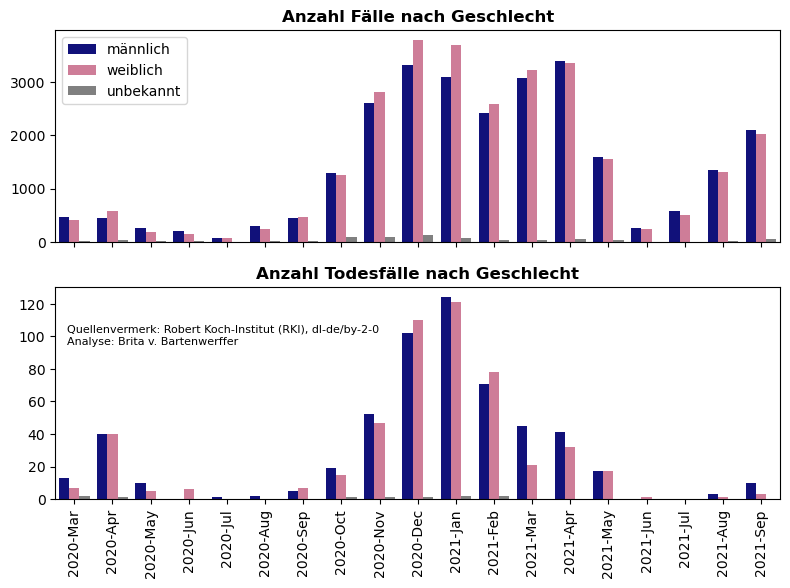 Anzahl Fälle nach Geschlecht
männlich
weiblich
unbekannt
3000
2000
1000
0
Anzahl Todesfälle nach Geschlecht
Quellenvermerk: Robert Koch-Institut (RKI), dl-de/by-2-0
Analyse: Brita v. Bartenwerffer
120
100
80
60
40
20
0
2020-Mar
2020-Apr
2020-May
2020-Jun
2020-Jul
2020-Aug
2020-Sep
2020-Oct
2020-Nov
2020-Dec
2021-Jan
2021-Feb
2021-Mar
2021-Apr
2021-May
2021-Jun
2021-Jul
2021-Aug
2021-Sep